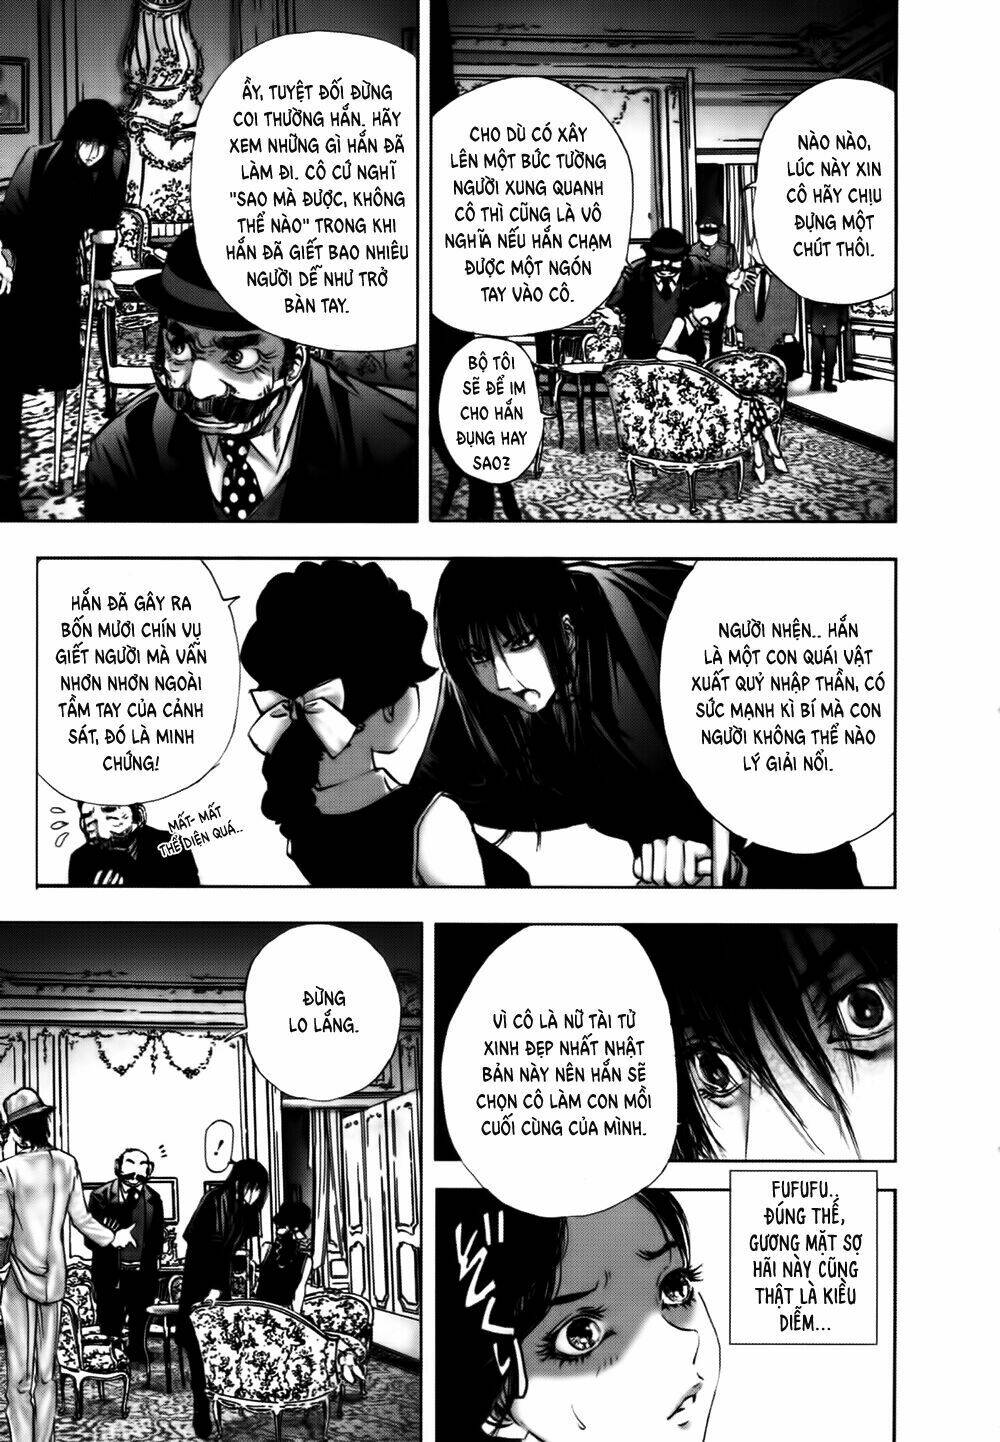 NÀO NÀO,
LÚC NÀY XIN
CÔ HÃY CHỊU
ĐỰNG MỘT
CHÚT THÔI.
CHO DÙ CÓ XÂY
LÊN MỘT BỨC TƯỜNG
NGƯỜI XUNG QUANH
CÔ THÌ CŨNG LÀ VÔ
NGHĨA NẾU HẮN CHẠM
ĐƯỢC MỘT NGÓN
TAY VÀO CÔ.
BỘ TÔI
SẼ ĐỂ IM
CHO HẮN
ĐỤNG HAY
SAO?
ẦY, TUYỆT ĐỐI ĐỪNG
COI THƯỜNG HẮN. HÃY
XEM NHỮNG GÌ HẮN ĐÃ
LÀM ĐI. CÔ CỨ NGHĨ
"SAO MÀ ĐƯỢC, KHÔNG
THỂ NÀO" TRONG KHI
HẮN ĐÃ GIẾT BAO NHIÊU
NGƯỜI DỄ NHƯ TRỞ
BÀN TAY.
NGƯỜI NHỆN.. HẮN
LÀ MỘT CON QUÁI VẬT
XUẤT QUỶ NHẬP THẦN, CÓ
SỨC MẠNH KÌ BÍ MÀ CON
NGƯỜI KHÔNG THỂ NÀO
LÝ GIẢI NỔI.
HẮN ĐÃ GÂY RA
BỐN MƯƠI CHÍN VỤ
GIẾT NGƯỜI MÀ VẪN
NHƠN NHƠN NGOÀI
TẦM TAY CỦA CẢNH
SÁT, ĐÓ LÀ MINH
CHỨNG!
MẤT- MẤT
THỂ DIỆN QUÁ..
VÌ CÔ LÀ NỮ TÀI TỬ
XINH ĐẸP NHẤT NHẬT
BẢN NÀY NÊN HẮN SẼ
CHỌN CÔ LÀM CON MỒI
CUỐI CÙNG CỦA MÌNH.
FUFUFU..
ĐÚNG THẾ,
GƯƠNG MẶT SỢ
HÃI NÀY CŨNG
THẬT LÀ KIỀU
DIỄM...
ĐỪNG
LO LẮNG.
!